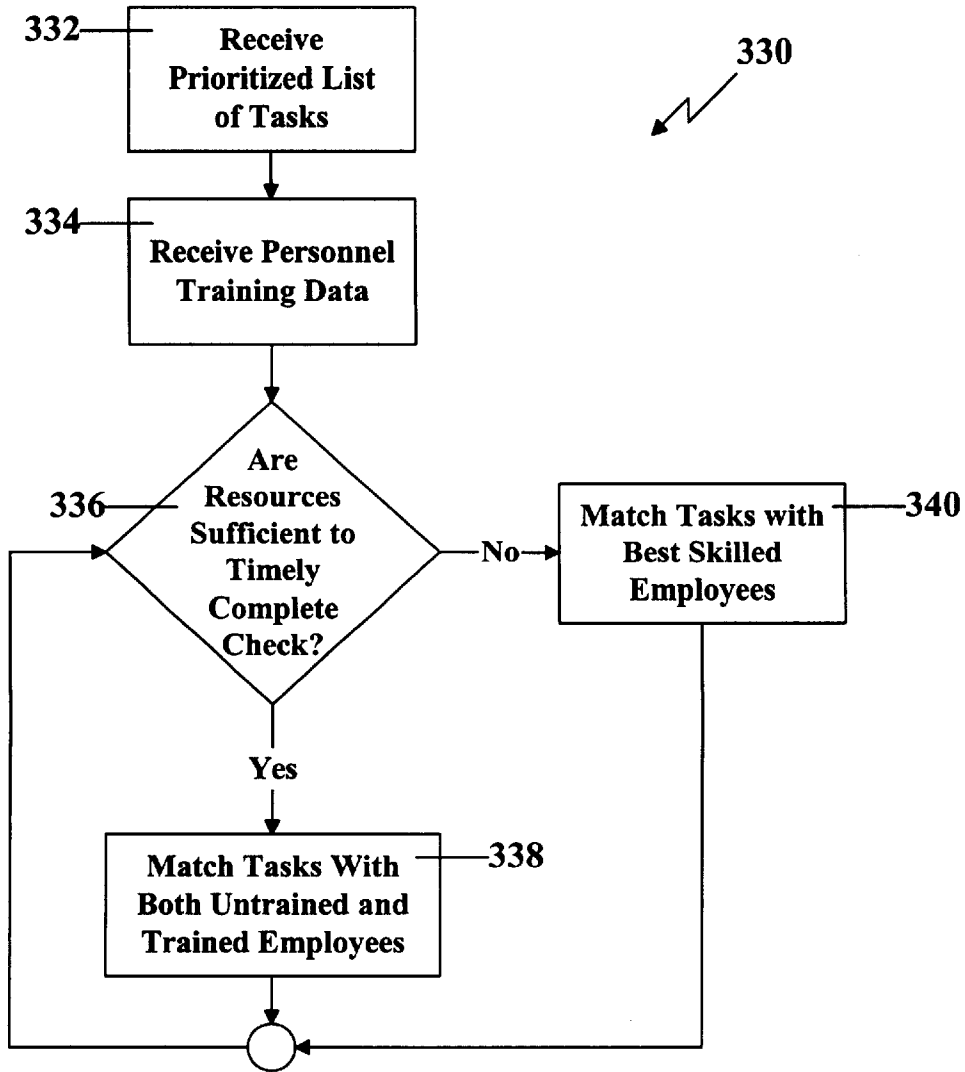 332
Receive
Prioritized List
of Tasks
330
334
Receive Personnel
Training Data
336
Are
Resources
Sufficient to
Timely
Complete
Check?
No
340
Match Tasks with
Best Skilled
Employees
Yes
338
Match Tasks With
Both Untrained and
Trained Employees